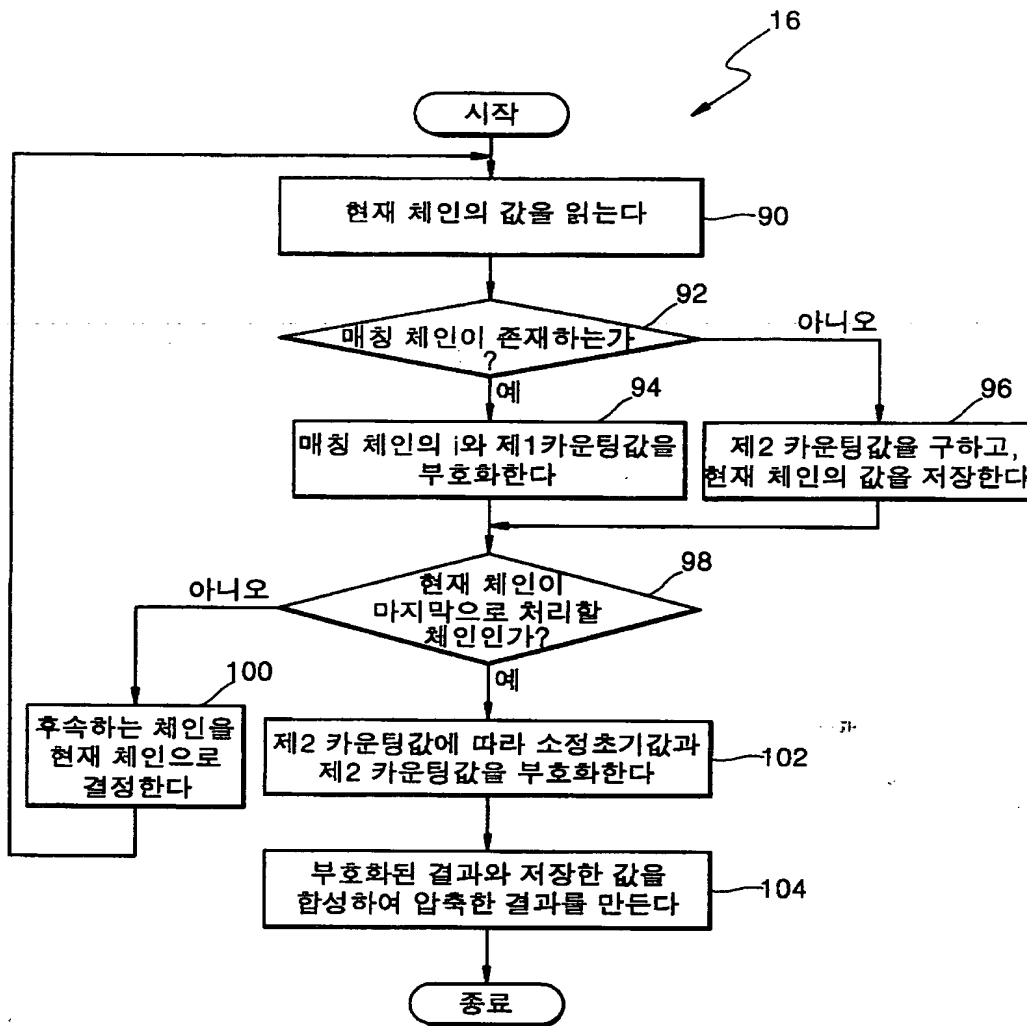 16
시작
현재 체인의 값을 읽는다
90
92
매칭 체인이 존재하는가
?
아니오
예
94
매칭 체인의 i와 제1카운팅값을
부호화한다
96
제2 카운팅값을 구하고,
현재 체인의 값을 저장한다
98
현재 체인이
마지막으로 처리할
체인인가?
아니오
예
100
후속하는 체인을
현재 체인으로
결정한다
제2 카운팅값에 따라 소정초기값과
제2 카운팅값을 부호화한다
102
부호화된 결과와 저장한 값을
합성하여 압축한 결과를 만든다
104
종료